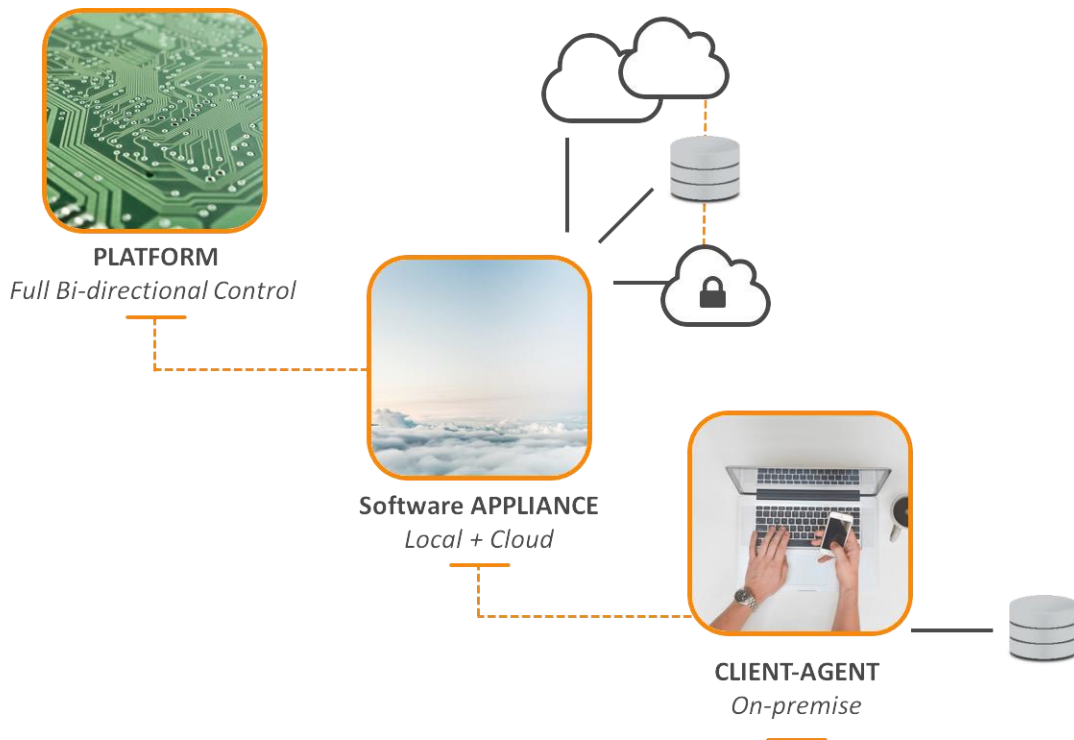 PLATFORM
Full Bi-directional Control
Software APPLIANCE
Local + Cloud
CLIENT-AGENT
On-premise